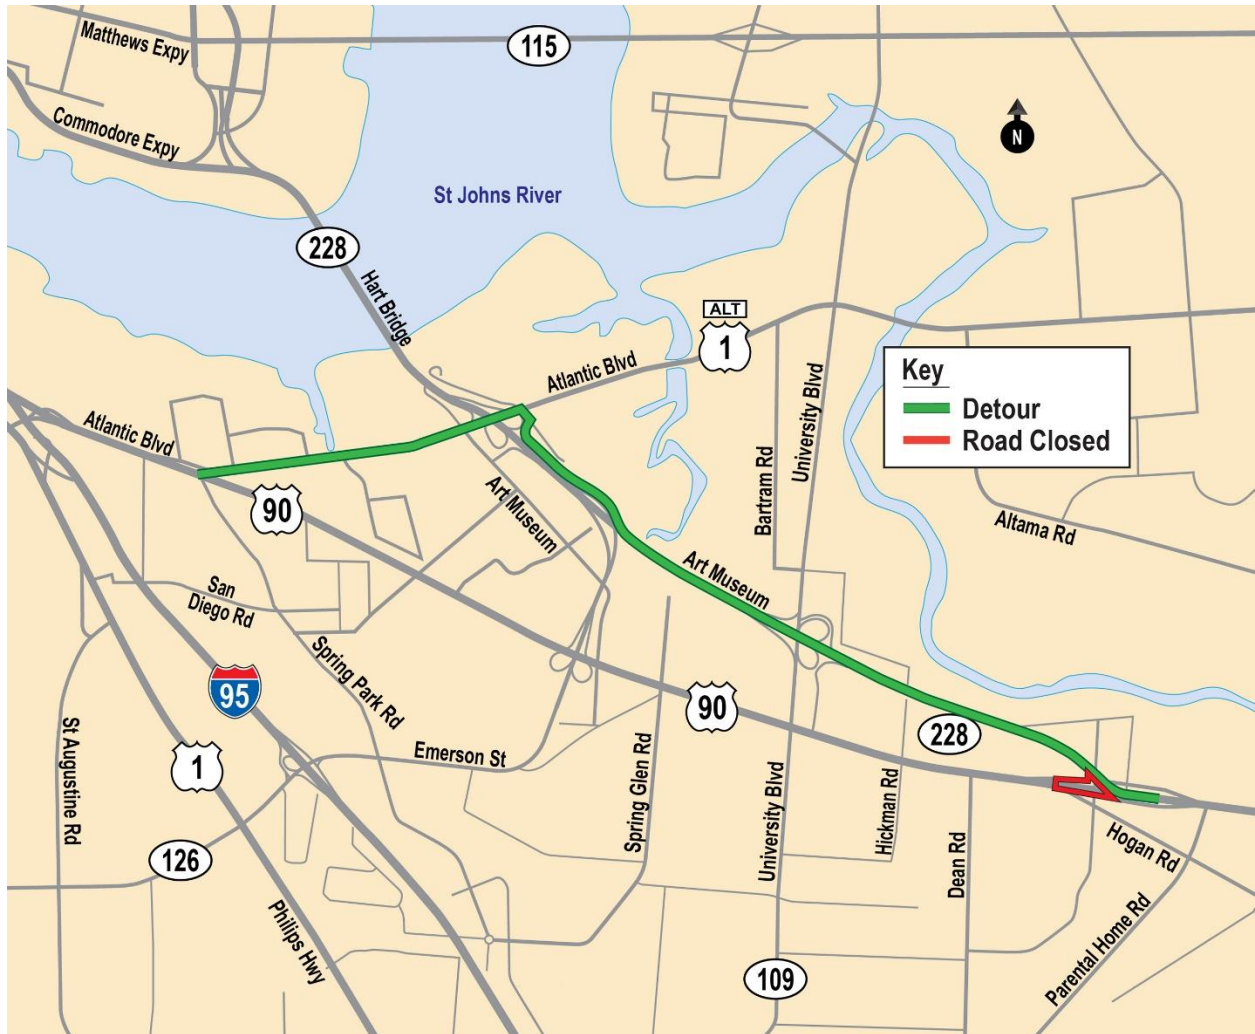 Matthews Expy
115
Commodore Expy
N
St Johns River
228
Hart Bridge
ALT
1
Atlantic Blvd
Key
Detour
Road Closed
Atlantic Blvd
University Blvd
Bartram Rd
90
Art Museum
Altama Rd
Art Museum
San
Diego Rd
Spring Park Rd
95
90
228
St Augustine Rd
1
Emerson St
Spring Glen Rd
University Blvd
Hickman Rd
Dean Rd
Hogan Rd
126
Philips Hwy
Parental Home Rd
109